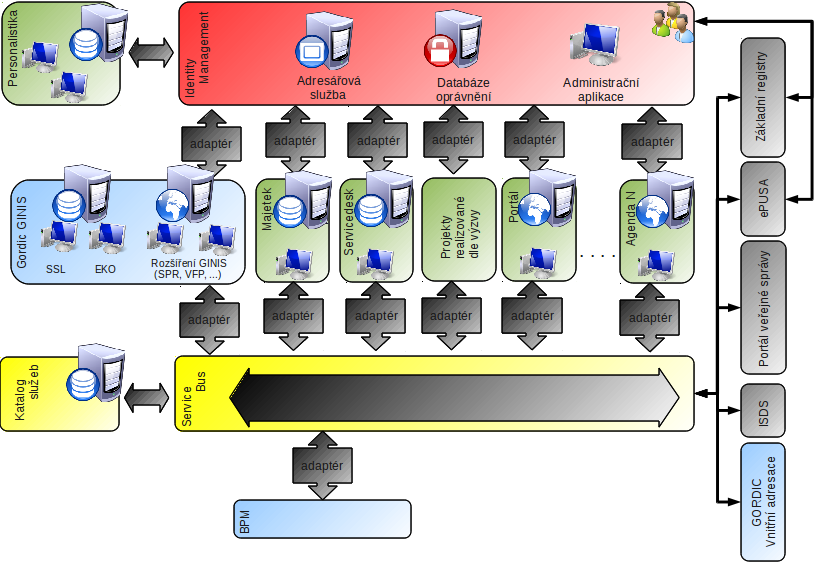 Personalistika
Identity
Management
Adresářová
služba
Databáze
oprávnění
Administrační
aplikace
Základní registry
adaptér
adaptér
adaptér
adaptér
adaptér
adaptér
Gordic GINIS
SSL
EKO
Rozšíření GINIS
(SPR, VFP, ...)
Majetek
Servicedesk
Projekty
realizované
dle výzvy
Portál
. . . .
Agenda N
ePUSA
Portál veřejné správy
adaptér
adaptér
adaptér
adaptér
adaptér
adaptér
Katalog
služeb
Service
Bus
ISDS
adaptér
BPM
GORDIC
Vnitřní adresace